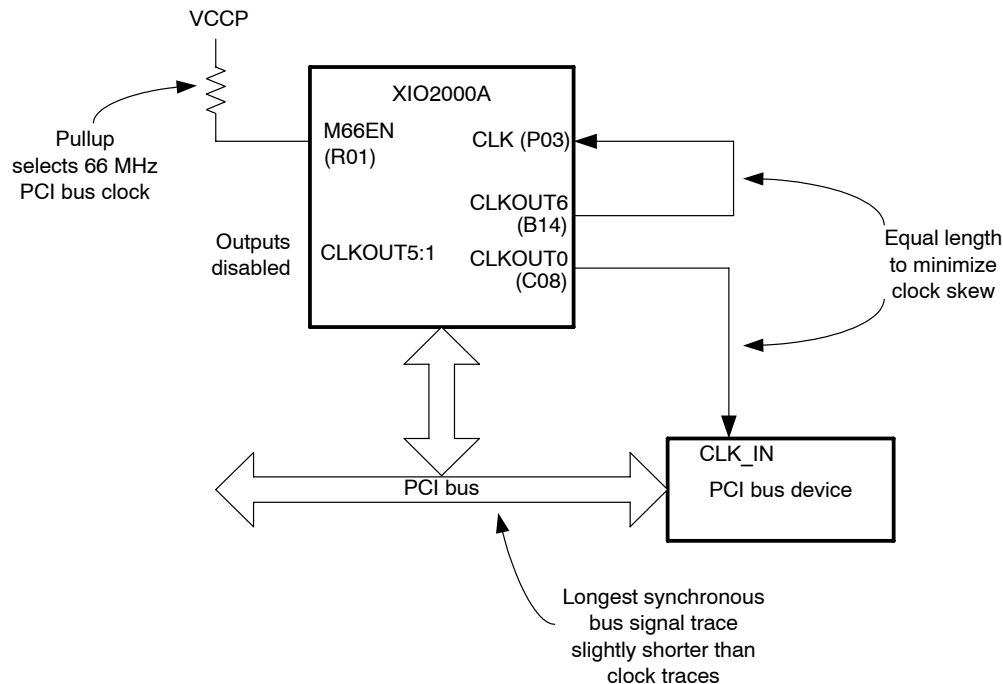 VCCP
XIO2000A
M66EN
(R01)
CLK (P03)
Pullup
selects 66 MHz
PCI bus clock
CLKOUT6
(B14)
Outputs
disabled
CLKOUT5:1
CLKOUT0
(C08)
Equal length
to minimize
clock skew
CLK_IN
PCI bus device
PCI bus
Longest synchronous
bus signal trace
slightly shorter than
clock traces